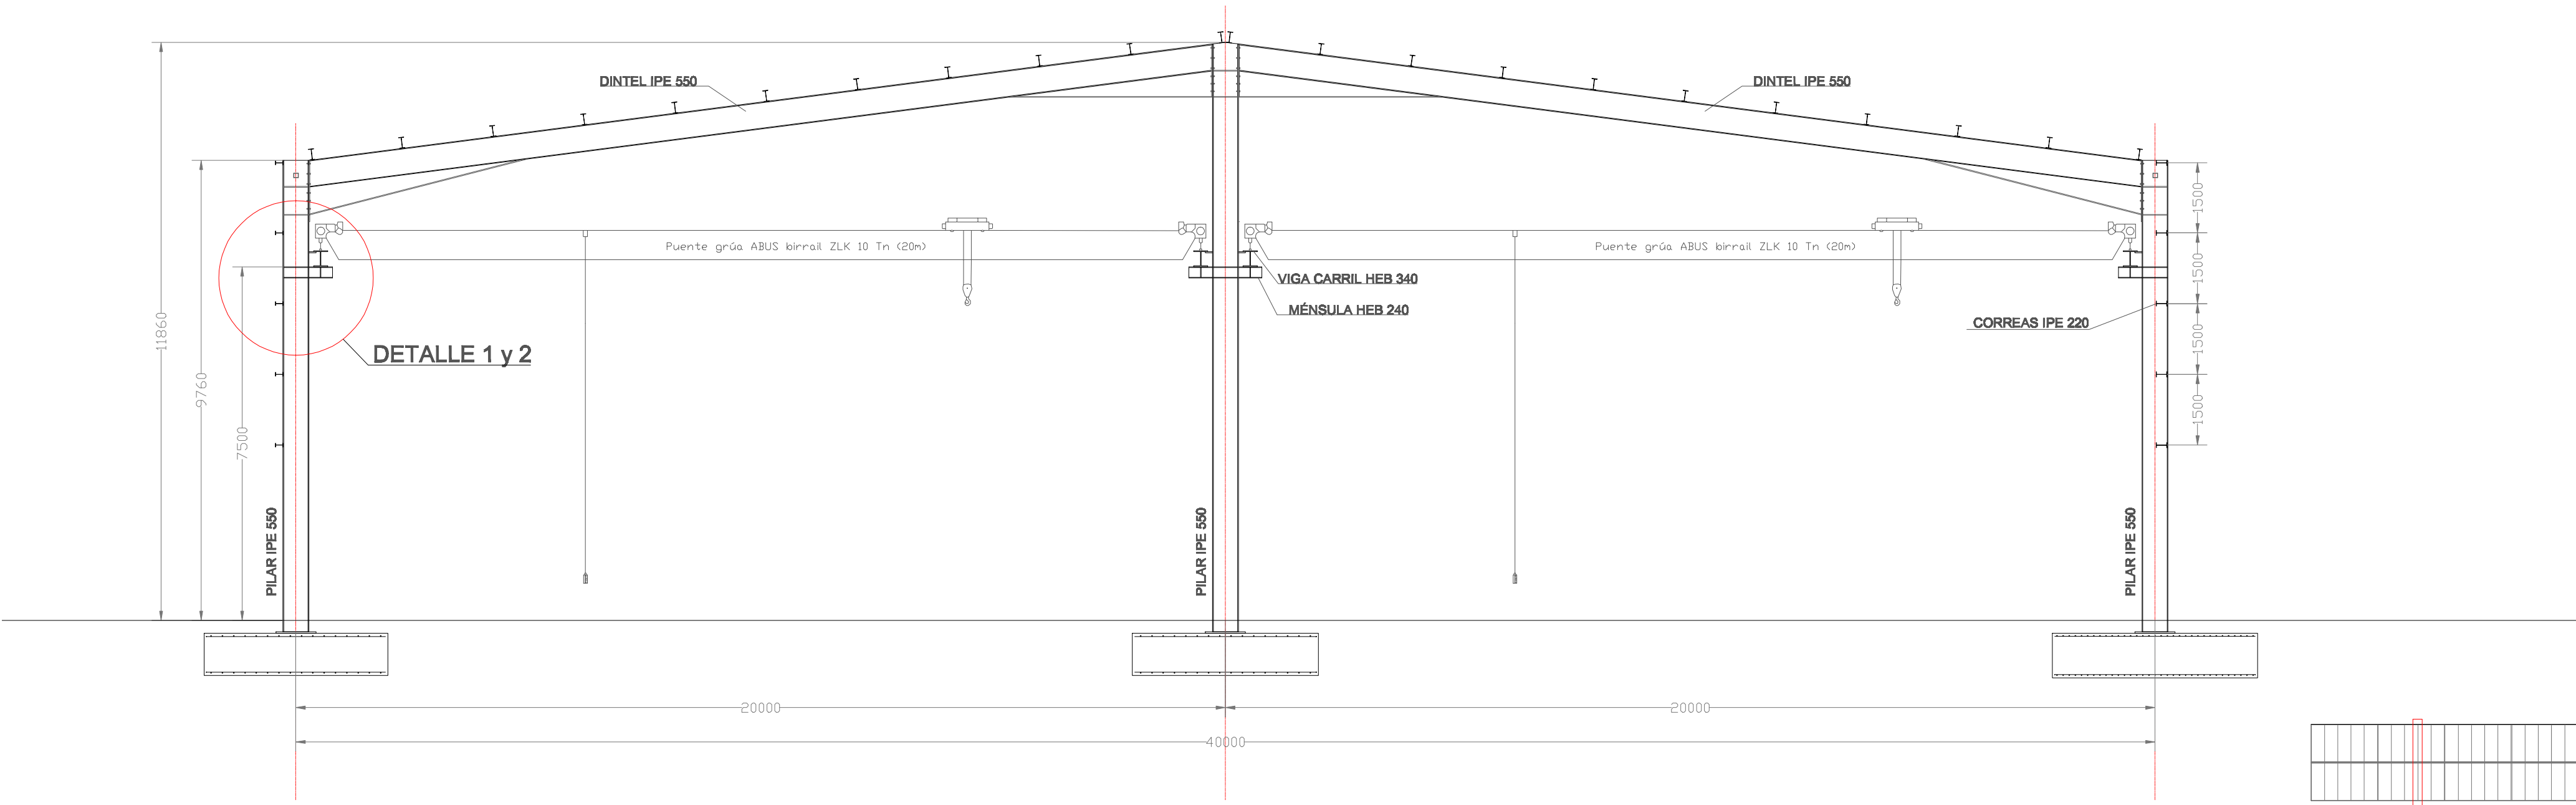 DINTEL IPE 550
DINTEL IPE 550
1500
Puente grúa ABUS birrail ZLK 10 Tn (20m)
Puente grúa ABUS birrail ZLK 10 Tn (20m)
1500
VIGA CARRIL HEB 340
MÉNSULA HEB 240
CORREAS IPE 220
11860
1500
DETALLE 1 y 2
9760
1500
7500
PILAR IPE 550
PILAR IPE 550
PILAR IPE 550
20000
20000
40000